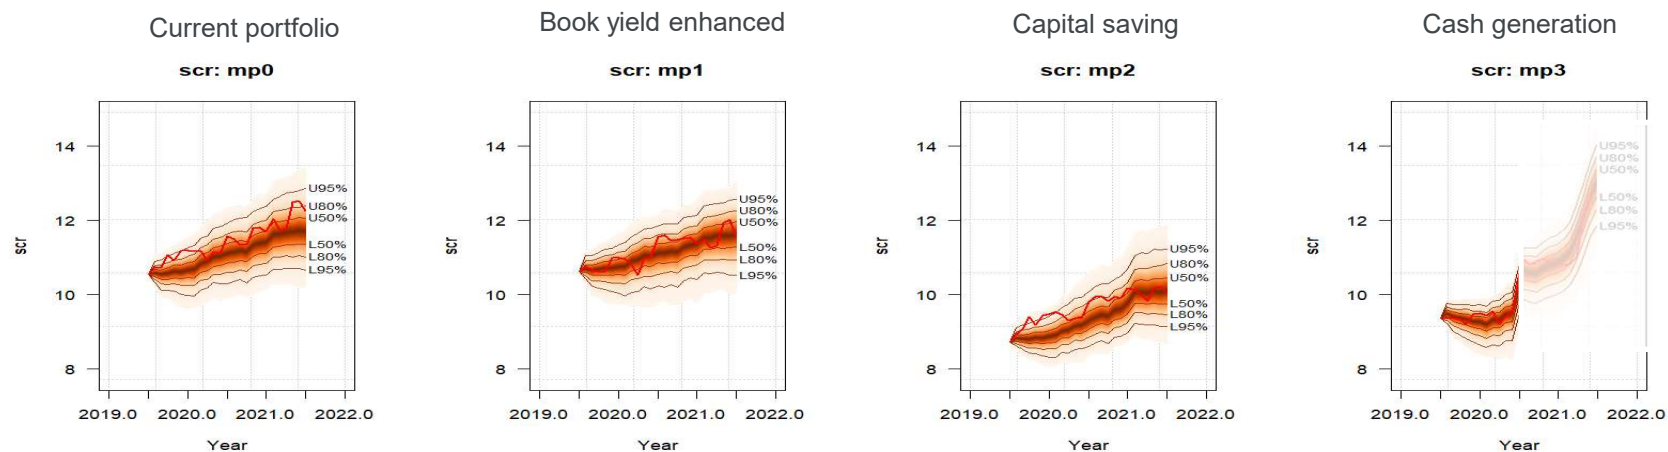 Current portfolio
scr: mp0
scr
14
12
10
8
U95%
U80%
U50%
L50%
L80%
L95%
2019.0 2020.0 2021.0 2022.0
Year
Book yield enhanced
scr: mp1
scr
14
12
10
8
U95%
U80%
U50%
L50%
L80%
L95%
2019.0 2020.0 2021.0 2022.0
Year
Capital saving
scr: mp2
scr
14
12
10
8
U95%
U80%
U50%
L50%
L80%
L95%
2019.0 2020.0 2021.0 2022.0
Year
Cash generation
scr: mp3
scr
14
12
10
8
U95%
U80%
U50%
L50%
L80%
L95%
2019.0 2020.0 2021.0 2022.0
Year